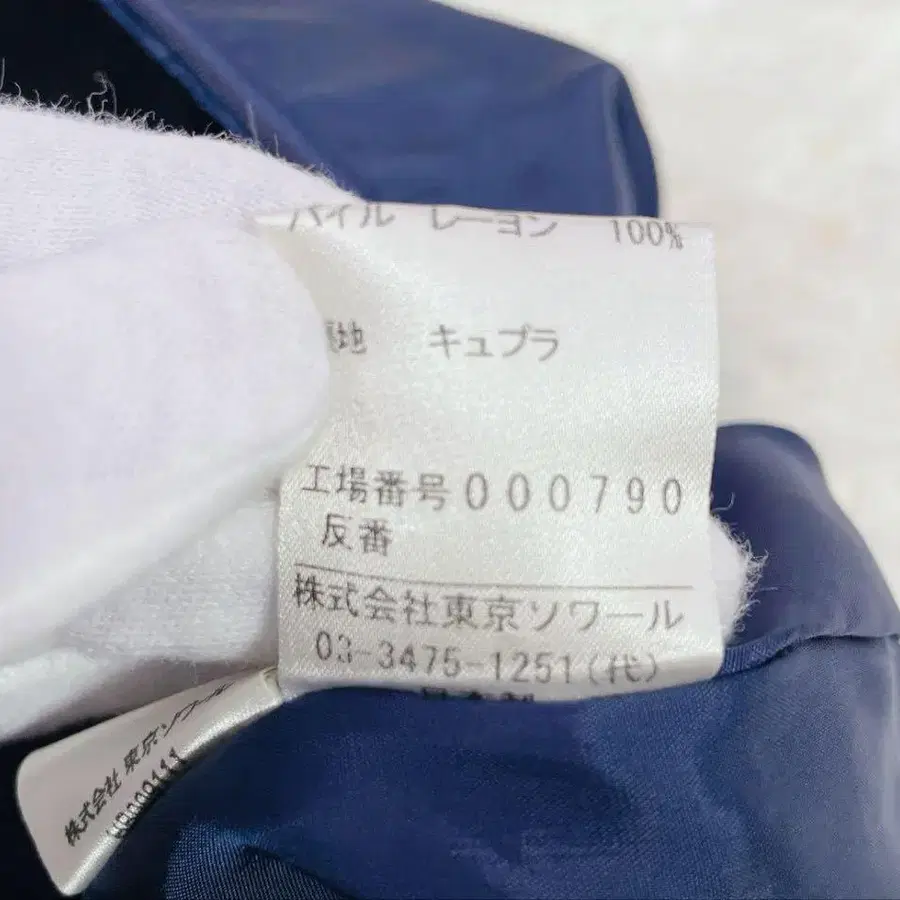 パイル レーヨン 100%
地 キュプラ
工場番号000790
反番
株式会社東京ソワール
03-3475-1251(代)
株式会社 東京ソワール